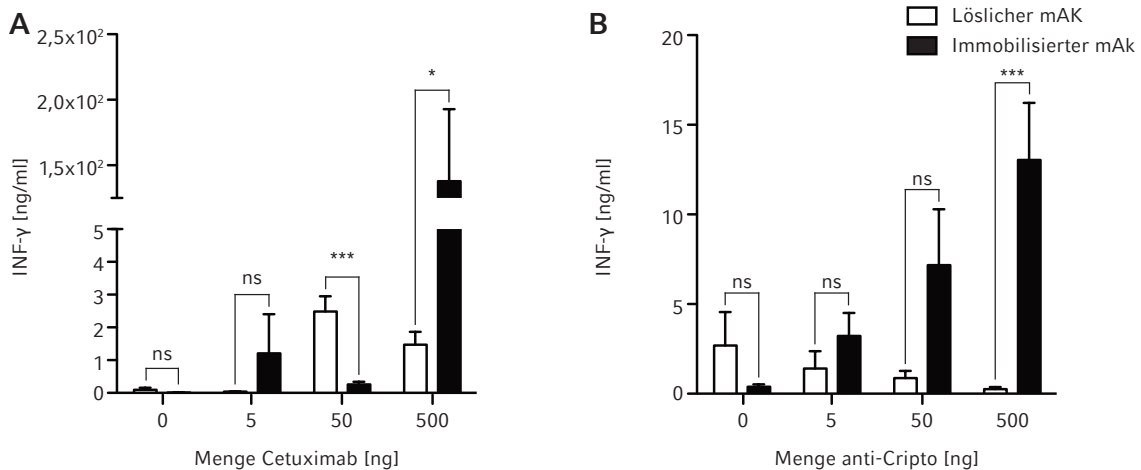 A
2,5x10²
2,0x10²
1,5x10²
5
4
3
2
1
0
INF-γ [ng/ml]
ns
ns
***
*
0 5 50 500
Menge Cetuximab [ng]
B
Löslicher mAK
Immobilisierter mAk
20
15
10
5
0
INF-γ [ng/ml]
ns
ns
ns
***
0 5 50 500
Menge anti-Cripto [ng]